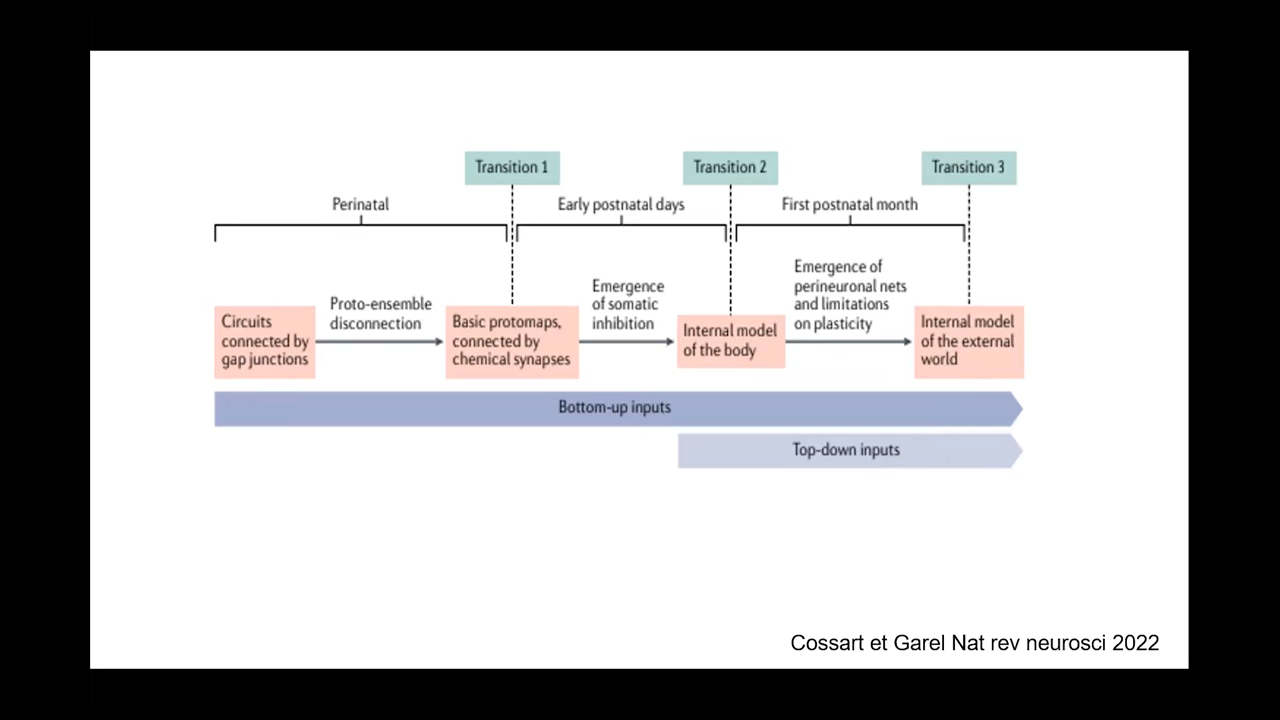 Transition 1
Transition 2
Transition 3
Perinatal
Early postnatal days
First postnatal month
Circuits
connected by
gap junctions
Proto-ensemble
disconnection
Basic protomaps,
connected by
chemical synapses
Emergence
of somatic
inhibition
Internal model
of the body
Emergence of
perineuronal nets
and limitations
on plasticity
Internal model
of the external
world
Bottom-up inputs
Top-down inputs
Cossart et Garel Nat rev neurosci 2022